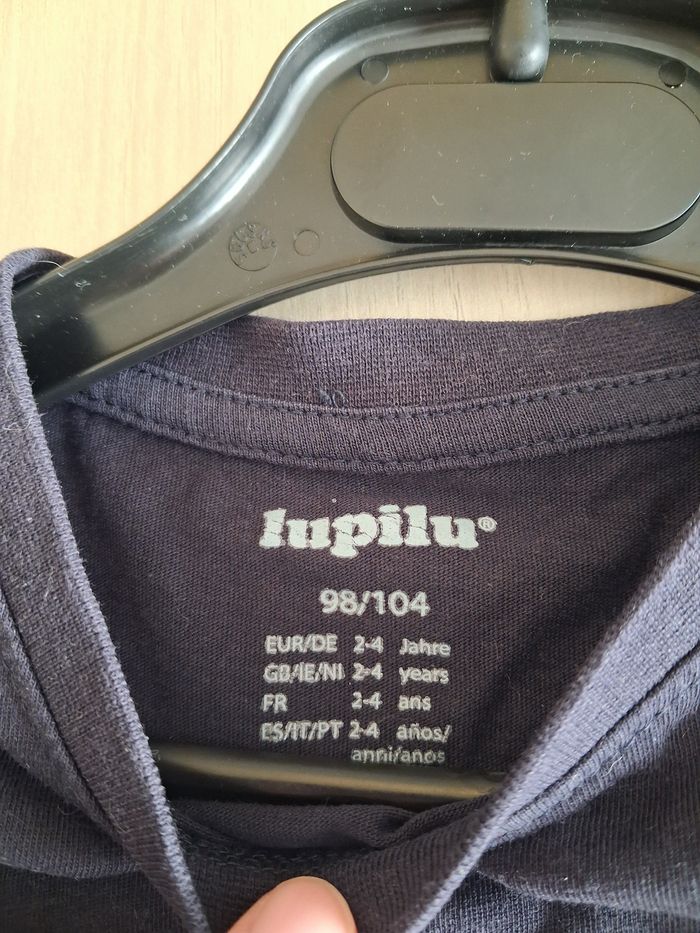 lupilu®
98/104
EUR/DE 2-4 Jahre
GB/IE/NI 2-4 years
FR 2-4 ans
ES/IT/PT 2-4 años/
anni/anos